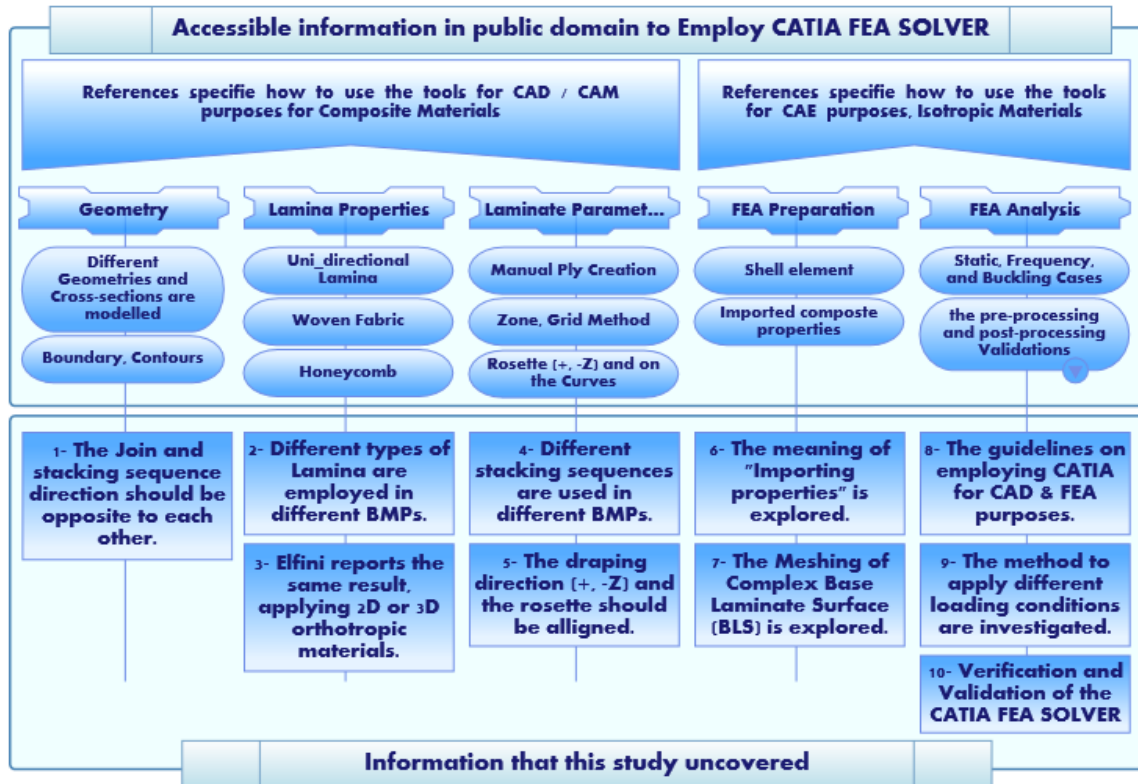 Accessible information in public domain to Employ CATIA FEA SOLVER
References specifie how to use the tools for CAD / CAM
purposes for Composite Materials
References specifie how to use the tools
for CAE purposes, Isotropic Materials
Geometry
Different
Geometries and
Cross-sections are
modelled
Boundary, Contours
Lamina Properties
Uni_directional
Lamina
Woven Fabric
Honeycomb
Laminate Paramet...
Manual Ply Creation
Zone, Grid Method
Rosette (+, -Z) and on
the Curves
FEA Preparation
Shell element
Imported composte
properties
FEA Analysis
Static, Frequency,
and Buckling Cases
the pre-processing
and post-processing
Validations
1- The Join and
stacking sequence
direction should be
opposite to each
other.
2- Different types of
Lamina are
employed in
different BMPs.
3- Elfini reports the
same result,
applying 2D or 3D
orthotropic
materials.
4- Different
stacking sequences
are used in
different BMPs.
5- The draping
direction (+, -Z) and
the rosette should
be alligned.
6- The meaning of
"Importing
properties" is
explored.
7- The Meshing of
Complex Base
Laminate Surface
(BLS) is explored.
8- The guidelines on
employing CATIA
for CAD & FEA
purposes.
9- The method to
apply different
loading conditions
are investigated.
10- Verification and
Validation of the
CATIA FEA SOLVER
Information that this study uncovered